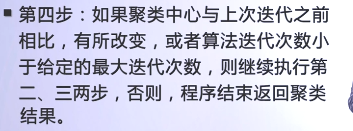 ▪ 第四步：如果聚类中心与上次迭代之前
相比，有所改变，或者算法迭代次数小
于给定的最大迭代次数，则继续执行第
二、三两步，否则，程序结束返回聚类
结果。